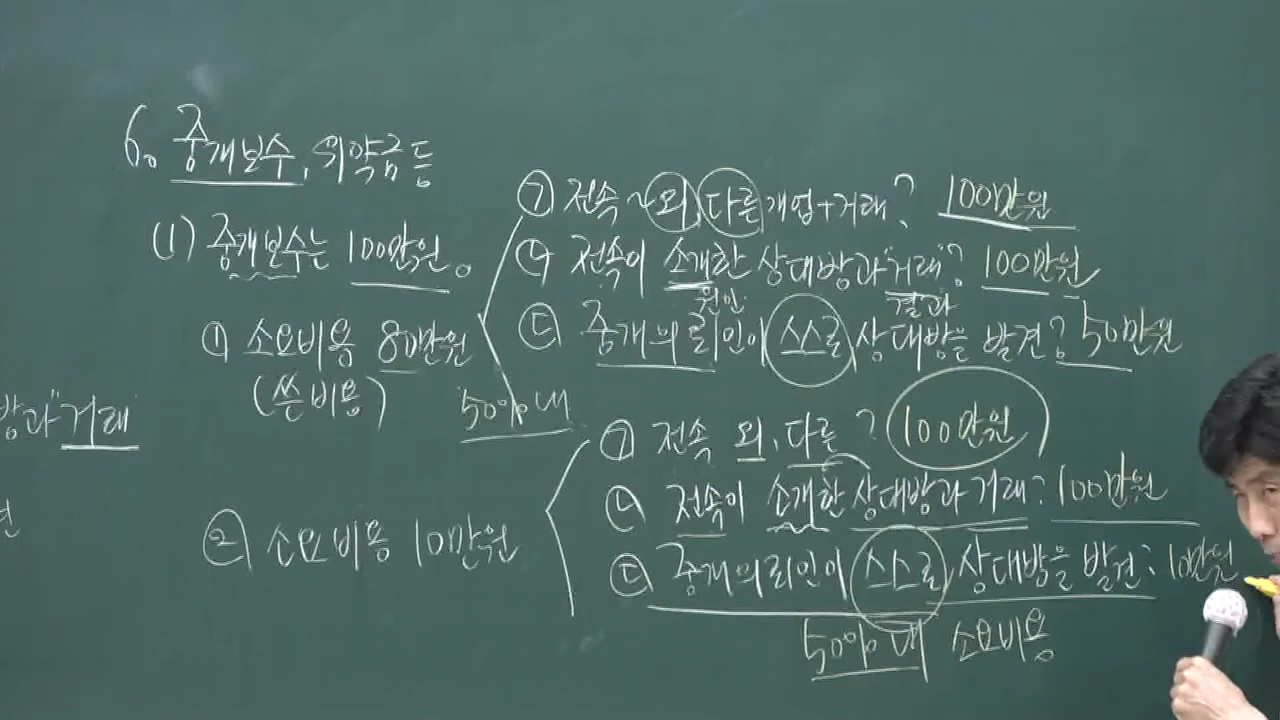 6. 중개보수, 위약금 등
(1) 중개보수는 100만원。
① 소요비용 80만원
(쓴 비용)
50% 내
㉠ 전속 ~ 외, 다른 개업+거래? 100만원
㉡ 전속이 소개한 상대방과 "거래"? 100만원
원인 결과
㉢ 중개의뢰인이 스스로 상대방을 발견? 50만원
② 소요비용 10만원
㉠ 전속 외, 다른 ? 100만원
㉡ 전속이 소개한 상대방과 거래: 100만원
㉢ 중개의뢰인이 스스로 상대방을 발견: 10만원
50% 내 소요비용
방과 "거래"